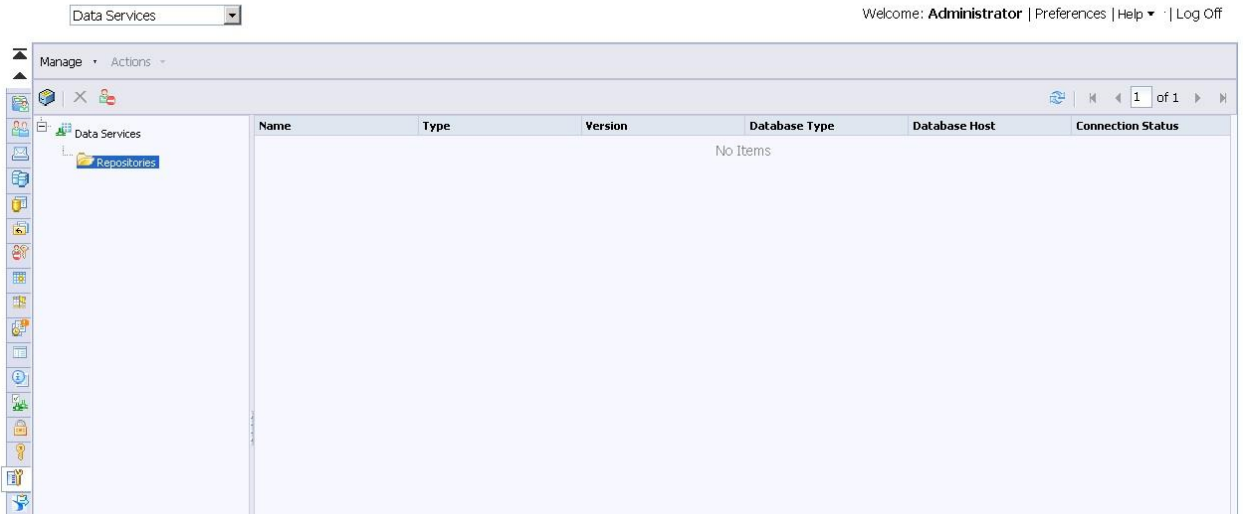 Data Services
Welcome: Administrator | Preferences | Help | Log Off
Manage Actions
1 of 1
Data Services
Repositories
Name Type Version Database Type Database Host Connection Status
No Items